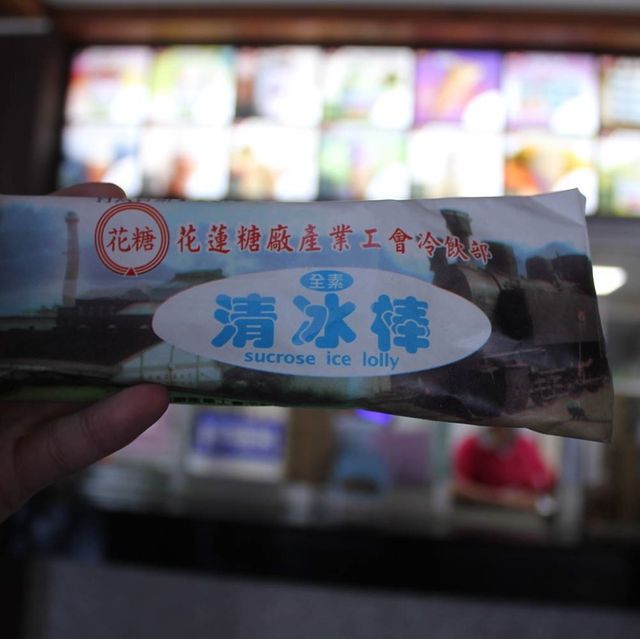 花糖
花蓮糖廠產業工會冷飲部
全素
清冰棒
sucrose ice lolly